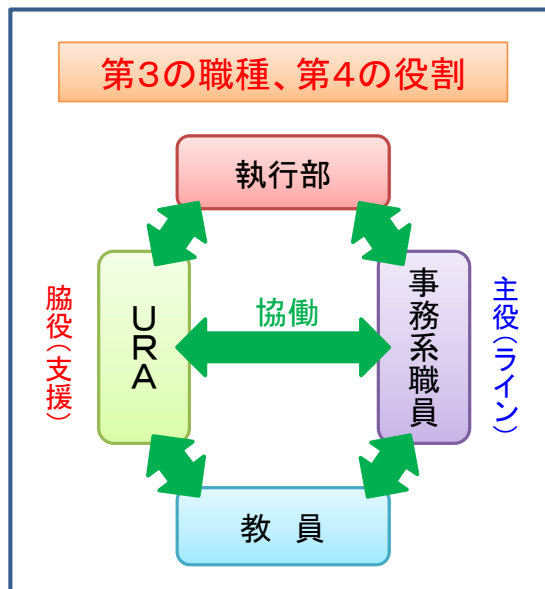 第3の職種、第4の役割
執行部
脇役(支援)
URA
協働
事務系職員
主役(ライン)
教 員